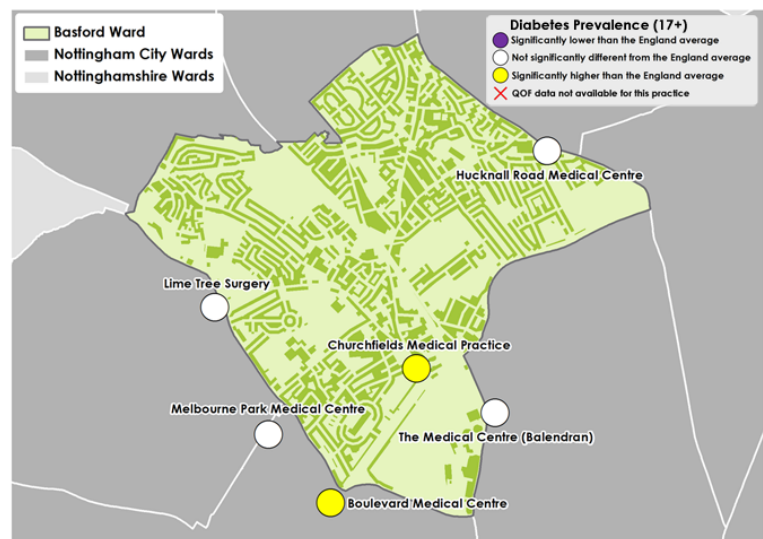 Basford Ward
Nottingham City Wards
Nottinghamshire Wards
Diabetes Prevalence (17+)
Significantly lower than the England average
Not significantly different from the England average
Significantly higher than the England average
QOF data not available for this practice
Hucknall Road Medical Centre
Lime Tree Surgery
Churchfields Medical Practice
Melbourne Park Medical Centre
The Medical Centre (Balendran)
Boulevard Medical Centre